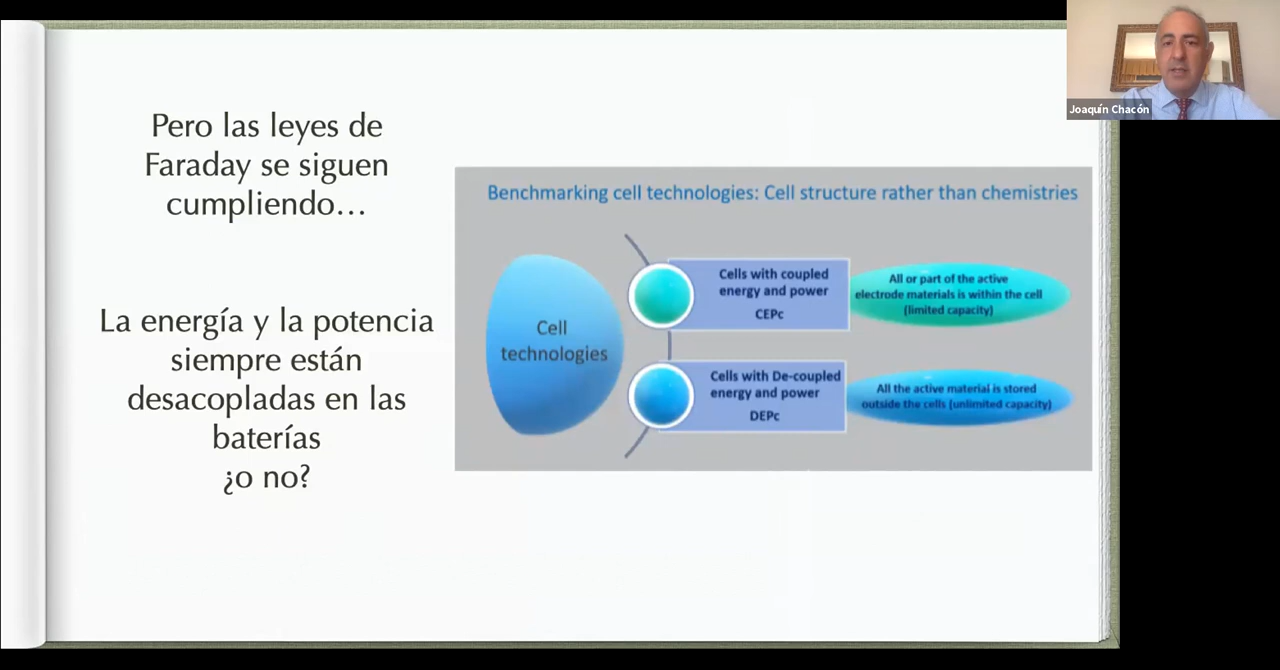 Joaquín Chacón
Pero las leyes de
Faraday se siguen
cumpliendo…
La energía y la potencia
siempre están
desacopladas en las
baterías
¿o no?
Benchmarking cell technologies: Cell structure rather than chemistries
Cell
technologies
Cells with coupled
energy and power
CEPc
All or part of the active
electrode materials is within the cell
(limited capacity)
Cells with De-coupled
energy and power
DEPc
All the active material is stored
outside the cells (unlimited capacity)